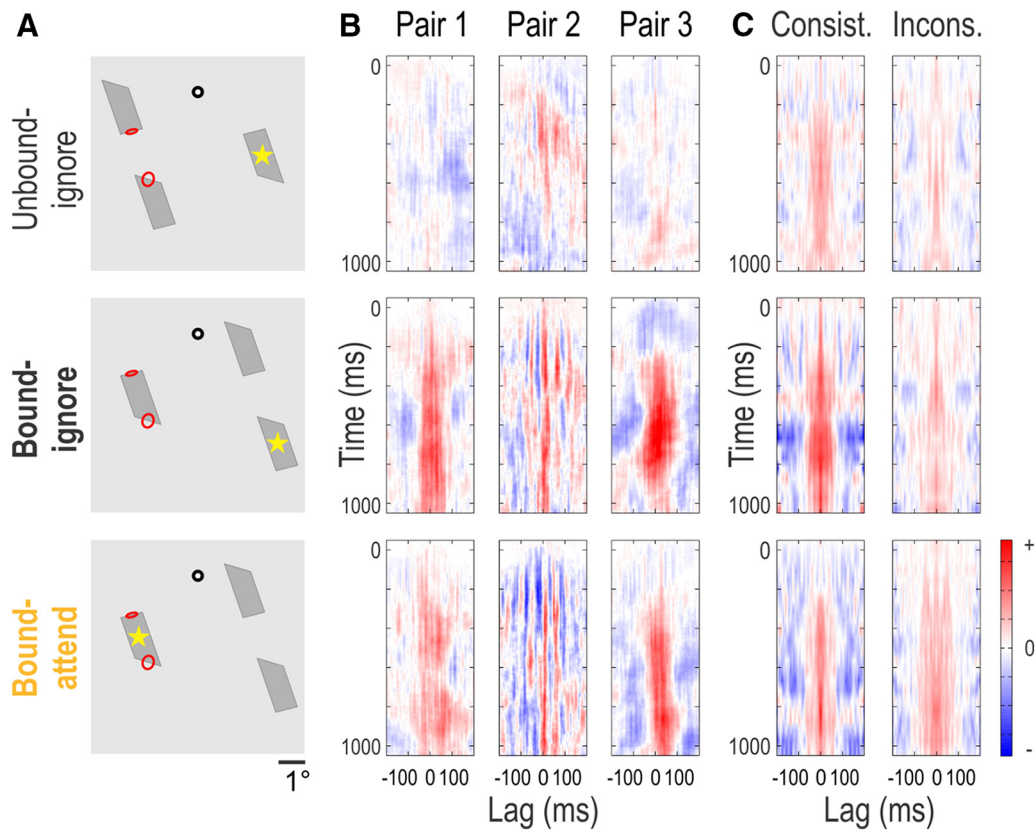 A
B Pair 1 Pair 2 Pair 3
C Consist. Incons.
Unbound-
ignore
0
1000
Bound-
ignore
Time (ms)
0
1000
Time (ms)
0
1000
Bound-
attend
0
1000
0
1000
+
0
-
1°
-100 0 100 -100 0 100 -100 0 100
-100 0 100 -100 0 100
Lag (ms)
Lag (ms)